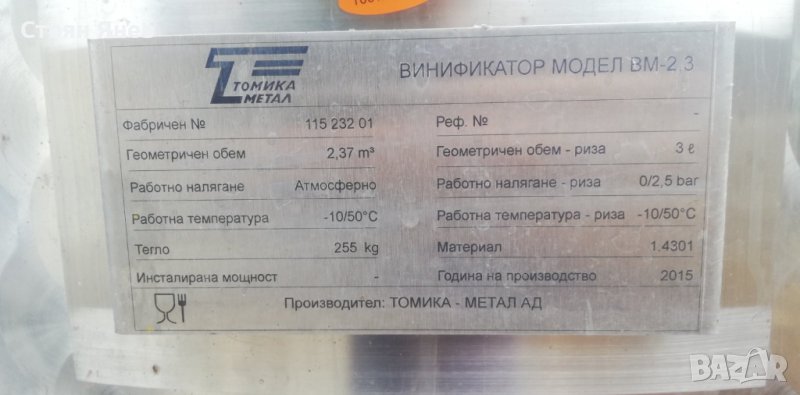 Стоян Янев
ТОМИКА
МЕТАЛ
ВИНИФИКАТОР МОДЕЛ ВМ-2.3
Фабричен № 115 232 01
Реф. № -
Геометричен обем 2,37 m³
Геометричен обем - риза 3 ℓ
Работно налягане Атмосферно
Работно налягане - риза 0/2,5 bar
Работна температура -10/50°C
Работна температура - риза -10/50°C
Тегло 255 kg
Материал 1.4301
Инсталирана мощност -
Година на производство 2015
Производител: ТОМИКА - МЕТАЛ АД
BAZAR